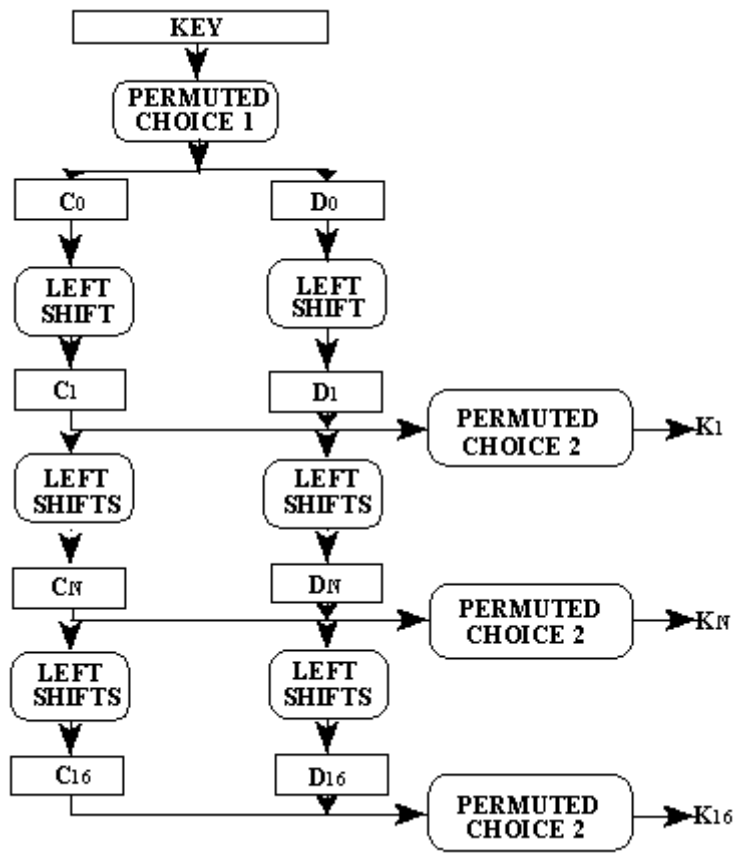 KEY
PERMUTED
CHOICE 1
C0
D0
LEFT
SHIFT
LEFT
SHIFT
C1
D1
PERMUTED
CHOICE 2
K1
LEFT
SHIFTS
LEFT
SHIFTS
CN
DN
PERMUTED
CHOICE 2
KN
LEFT
SHIFTS
LEFT
SHIFTS
C16
D16
PERMUTED
CHOICE 2
K16